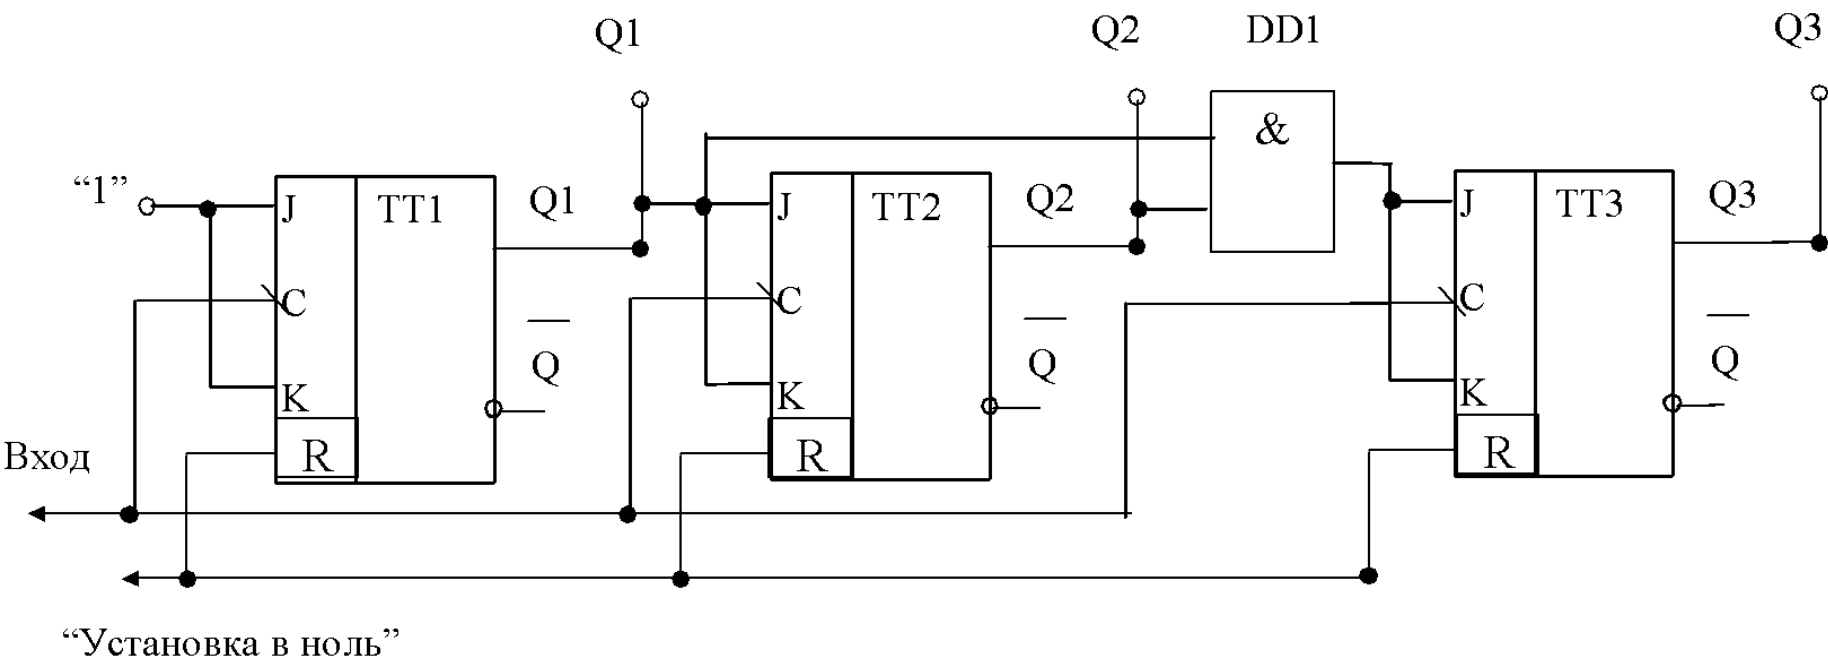 Q1 Q2 DD1 Q3
&
“1” J TT1 Q1 J TT2 Q2 J TT3 Q3
C C C
Q Q Q
K K K
Вход R R R
“Установка в ноль”